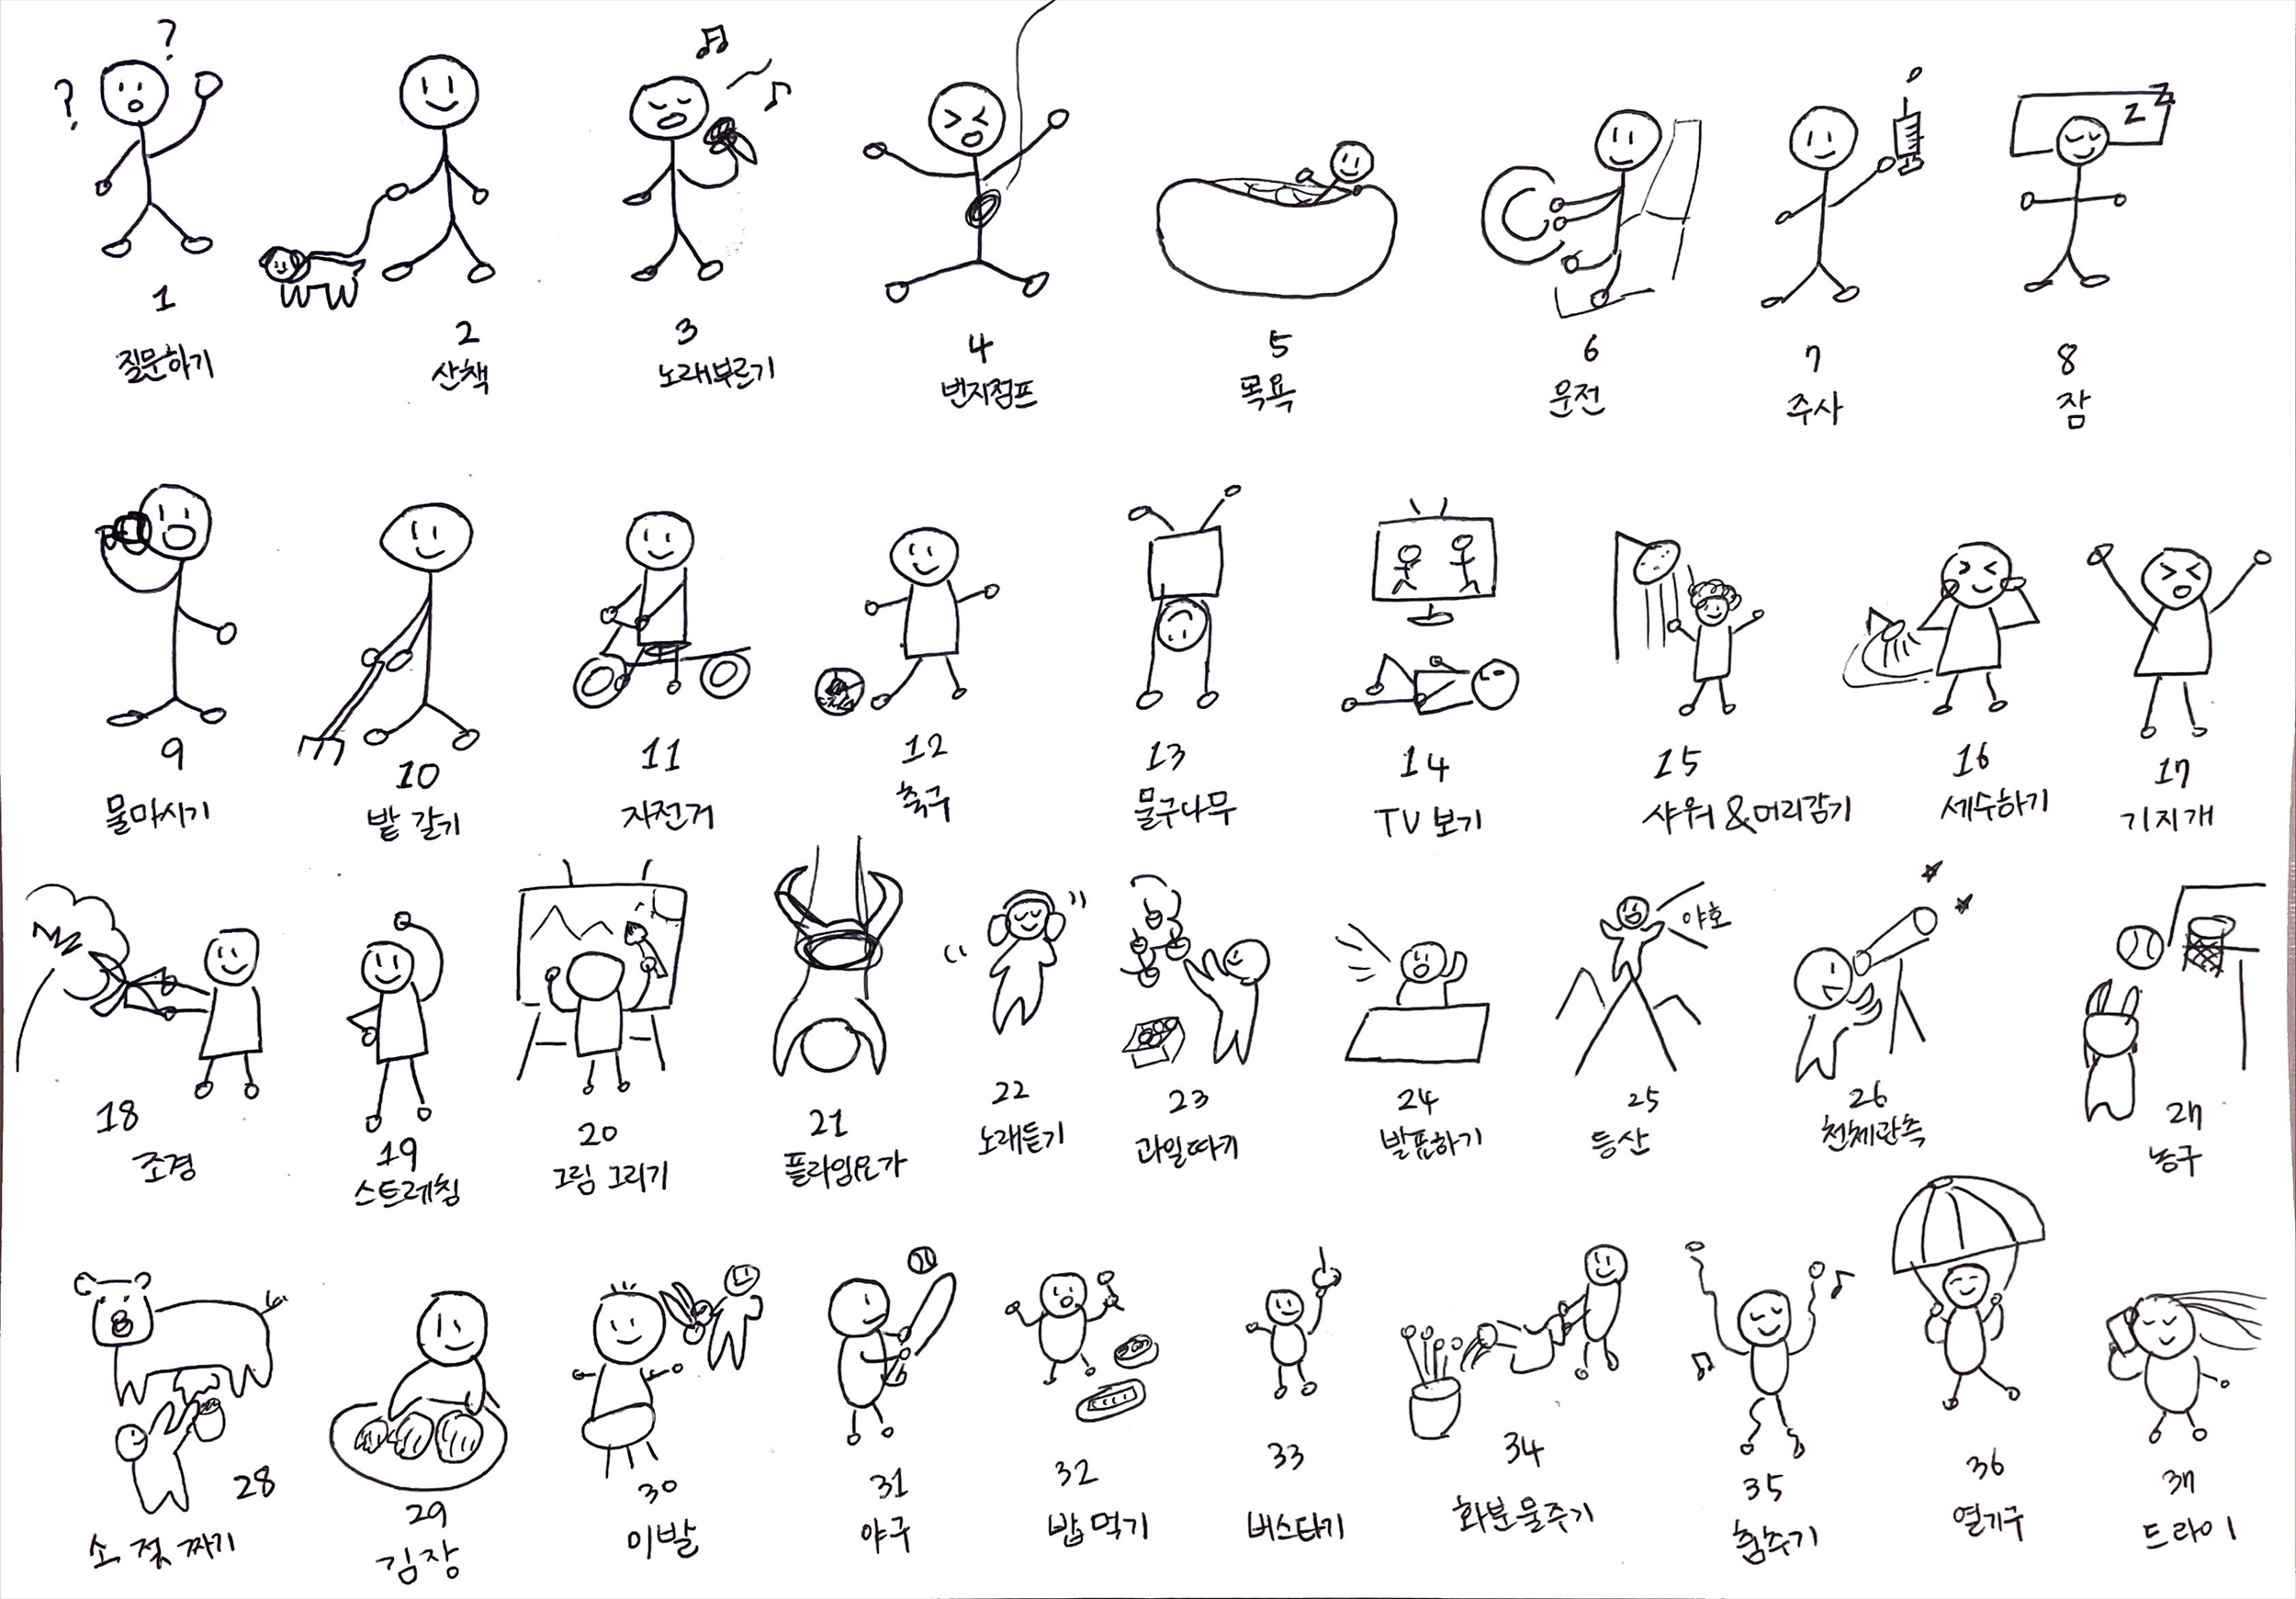 ?
?
1
질문하기
2
산책
3
노래부르기
4
번지점프
5
목욕
6
운전
7
주사
z z
8
잠
9
물마시기
10
밭 갈기
11
자전거
12
축구
13
물구나무
14
TV 보기
15
샤워 & 머리감기
16
세수하기
17
기지개
18
조경
19
스트레칭
20
그림 그리기
21
플라잉요가
22
노래듣기
23
과일따기
24
발표하기
야호
25
등산
26
천체관측
27
농구
28
소 젖 짜기
29
김장
30
이발
31
야구
32
밥 먹기
33
버스타기
34
화분물주기
35
춤추기
36
열기구
37
드라이